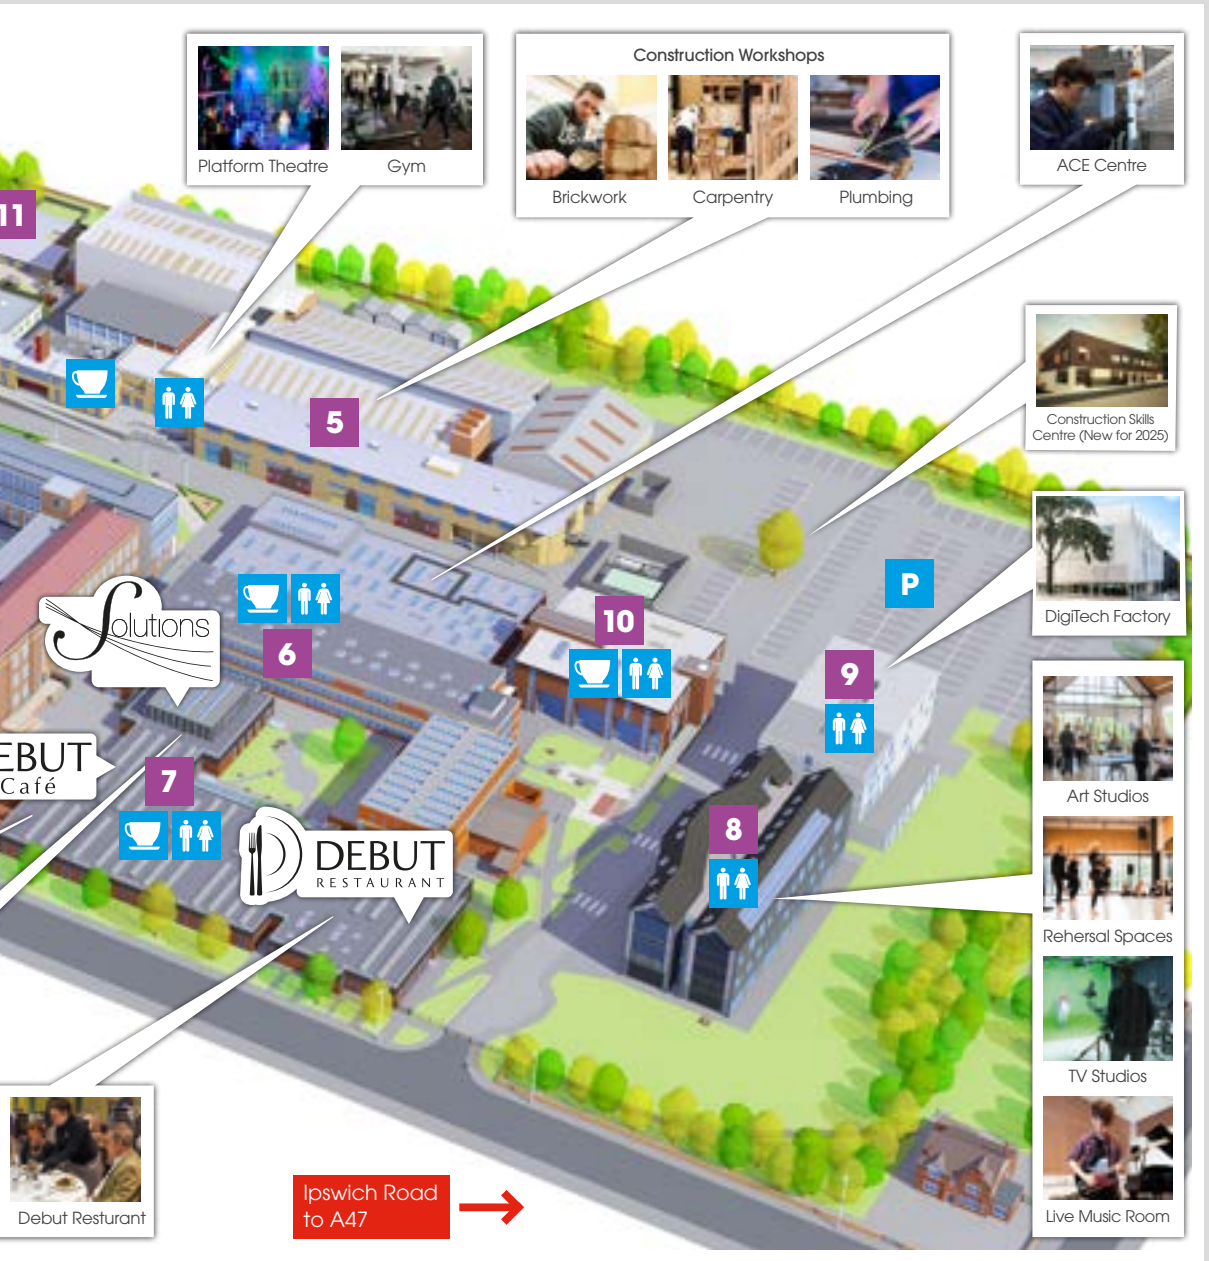 Platform Theatre
Gym
Construction Workshops
Brickwork
Carpentry
Plumbing
ACE Centre
11
5
Construction Skills
Centre (New for 2025)
DigiTech Factory
P
Solutions
6
10
9
EBUT
Café
7
8
DEBUT
RESTAURANT
Art Studios
Rehersal Spaces
TV Studios
Live Music Room
Debut Resturant
Ipswich Road
to A47